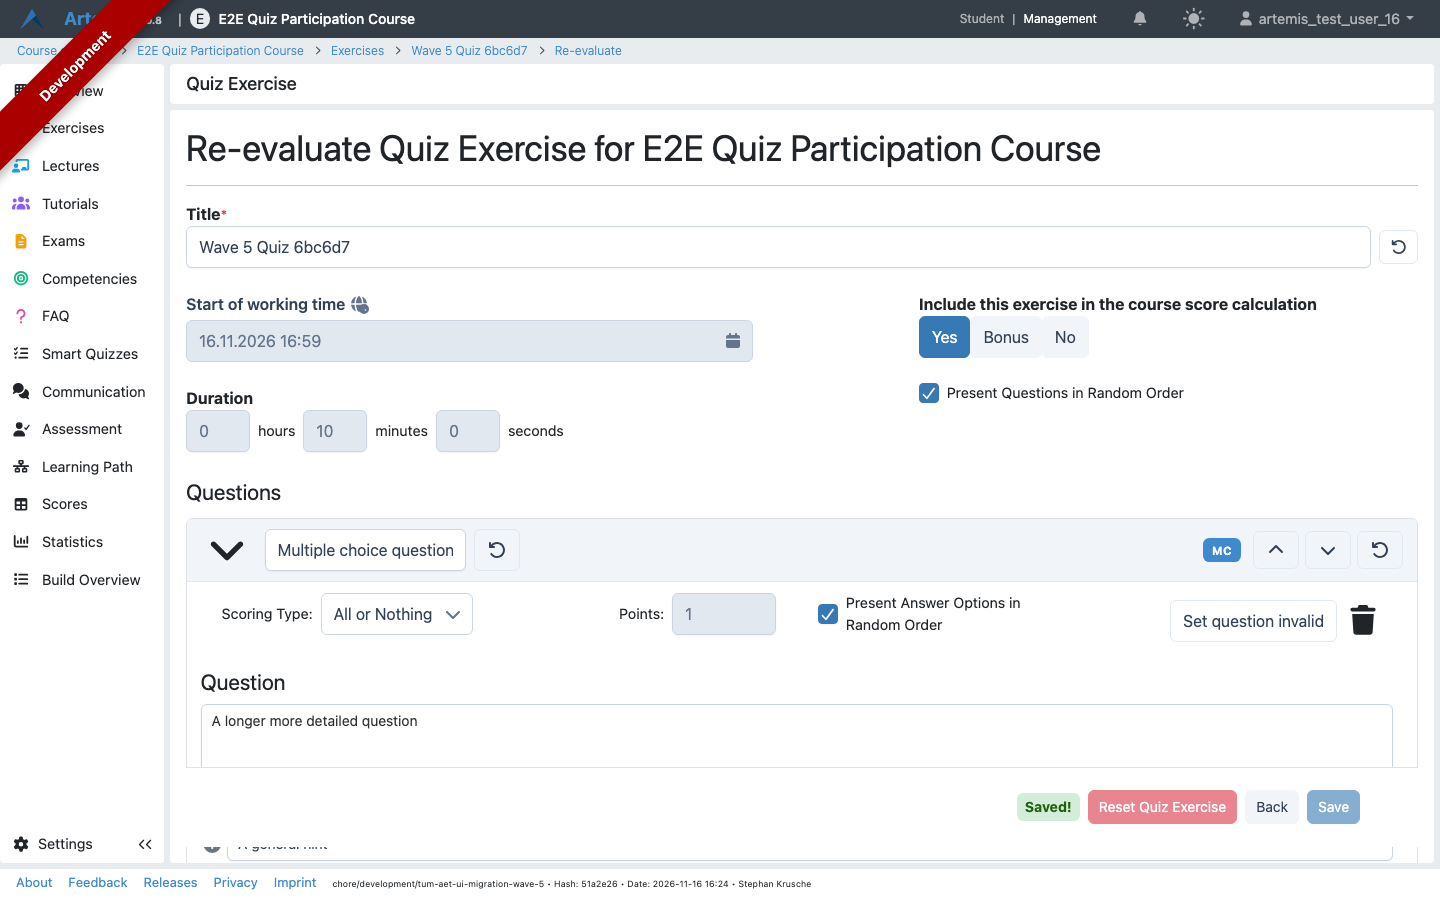 E E2E Quiz Participation Course
Student | Management
artemis_test_user_16
Development
Course
E2E Quiz Participation Course
Exercises
Wave 5 Quiz 6bc6d7
Re-evaluate
Exercises
Lectures
Tutorials
Exams
Competencies
FAQ
Smart Quizzes
Communication
Assessment
Learning Path
Scores
Statistics
Build Overview
Settings
Quiz Exercise
Re-evaluate Quiz Exercise for E2E Quiz Participation Course
Title*
Wave 5 Quiz 6bc6d7
Start of working time
16.11.2026 16:59
Include this exercise in the course score calculation
Yes Bonus No
Present Questions in Random Order
Duration
0 hours 10 minutes 0 seconds
Questions
Multiple choice question
MC
Scoring Type: All or Nothing
Points: 1
Present Answer Options in
Random Order
Set question invalid
Question
A longer more detailed question
Saved! Reset Quiz Exercise Back Save
A general hint
About Feedback Releases Privacy Imprint
chore/development/tum-aet-ui-migration-wave-5 • Hash: 51a2e26 • Date: 2026-11-16 16:24 • Stephan Krusche